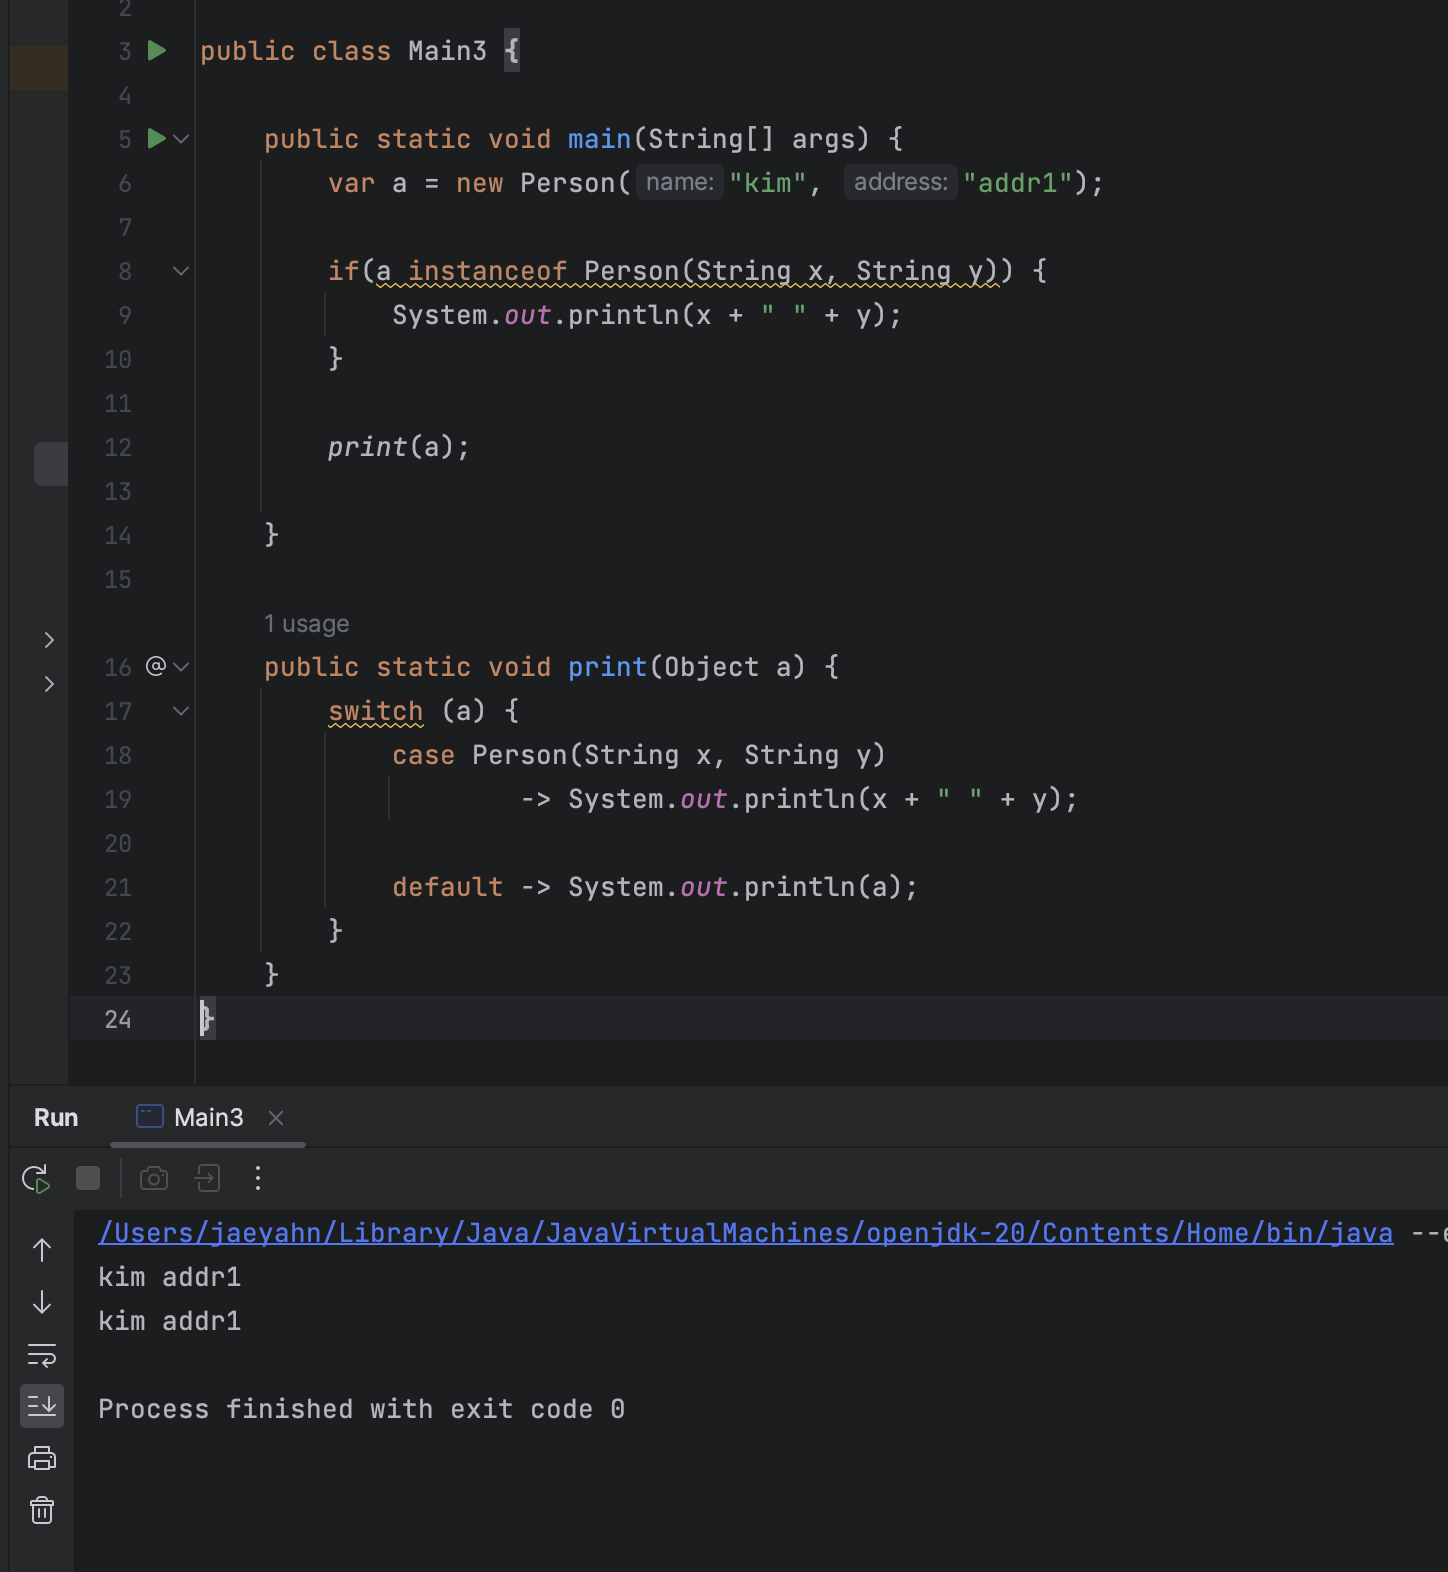 2
3 public class Main3 {
4
5 public static void main(String[] args) {
6 var a = new Person( name: "kim", address: "addr1");
7
8 if(a instanceof Person(String x, String y)) {
9 System.out.println(x + " " + y);
10 }
11
12 print(a);
13
14 }
15
1 usage
16 @ public static void print(Object a) {
17 switch (a) {
18 case Person(String x, String y)
19 -> System.out.println(x + " " + y);
20
21 default -> System.out.println(a);
22 }
23 }
24 }
Run Main3
/Users/jaeyahn/Library/Java/JavaVirtualMachines/openjdk-20/Contents/Home/bin/java --e
kim addr1
kim addr1
Process finished with exit code 0